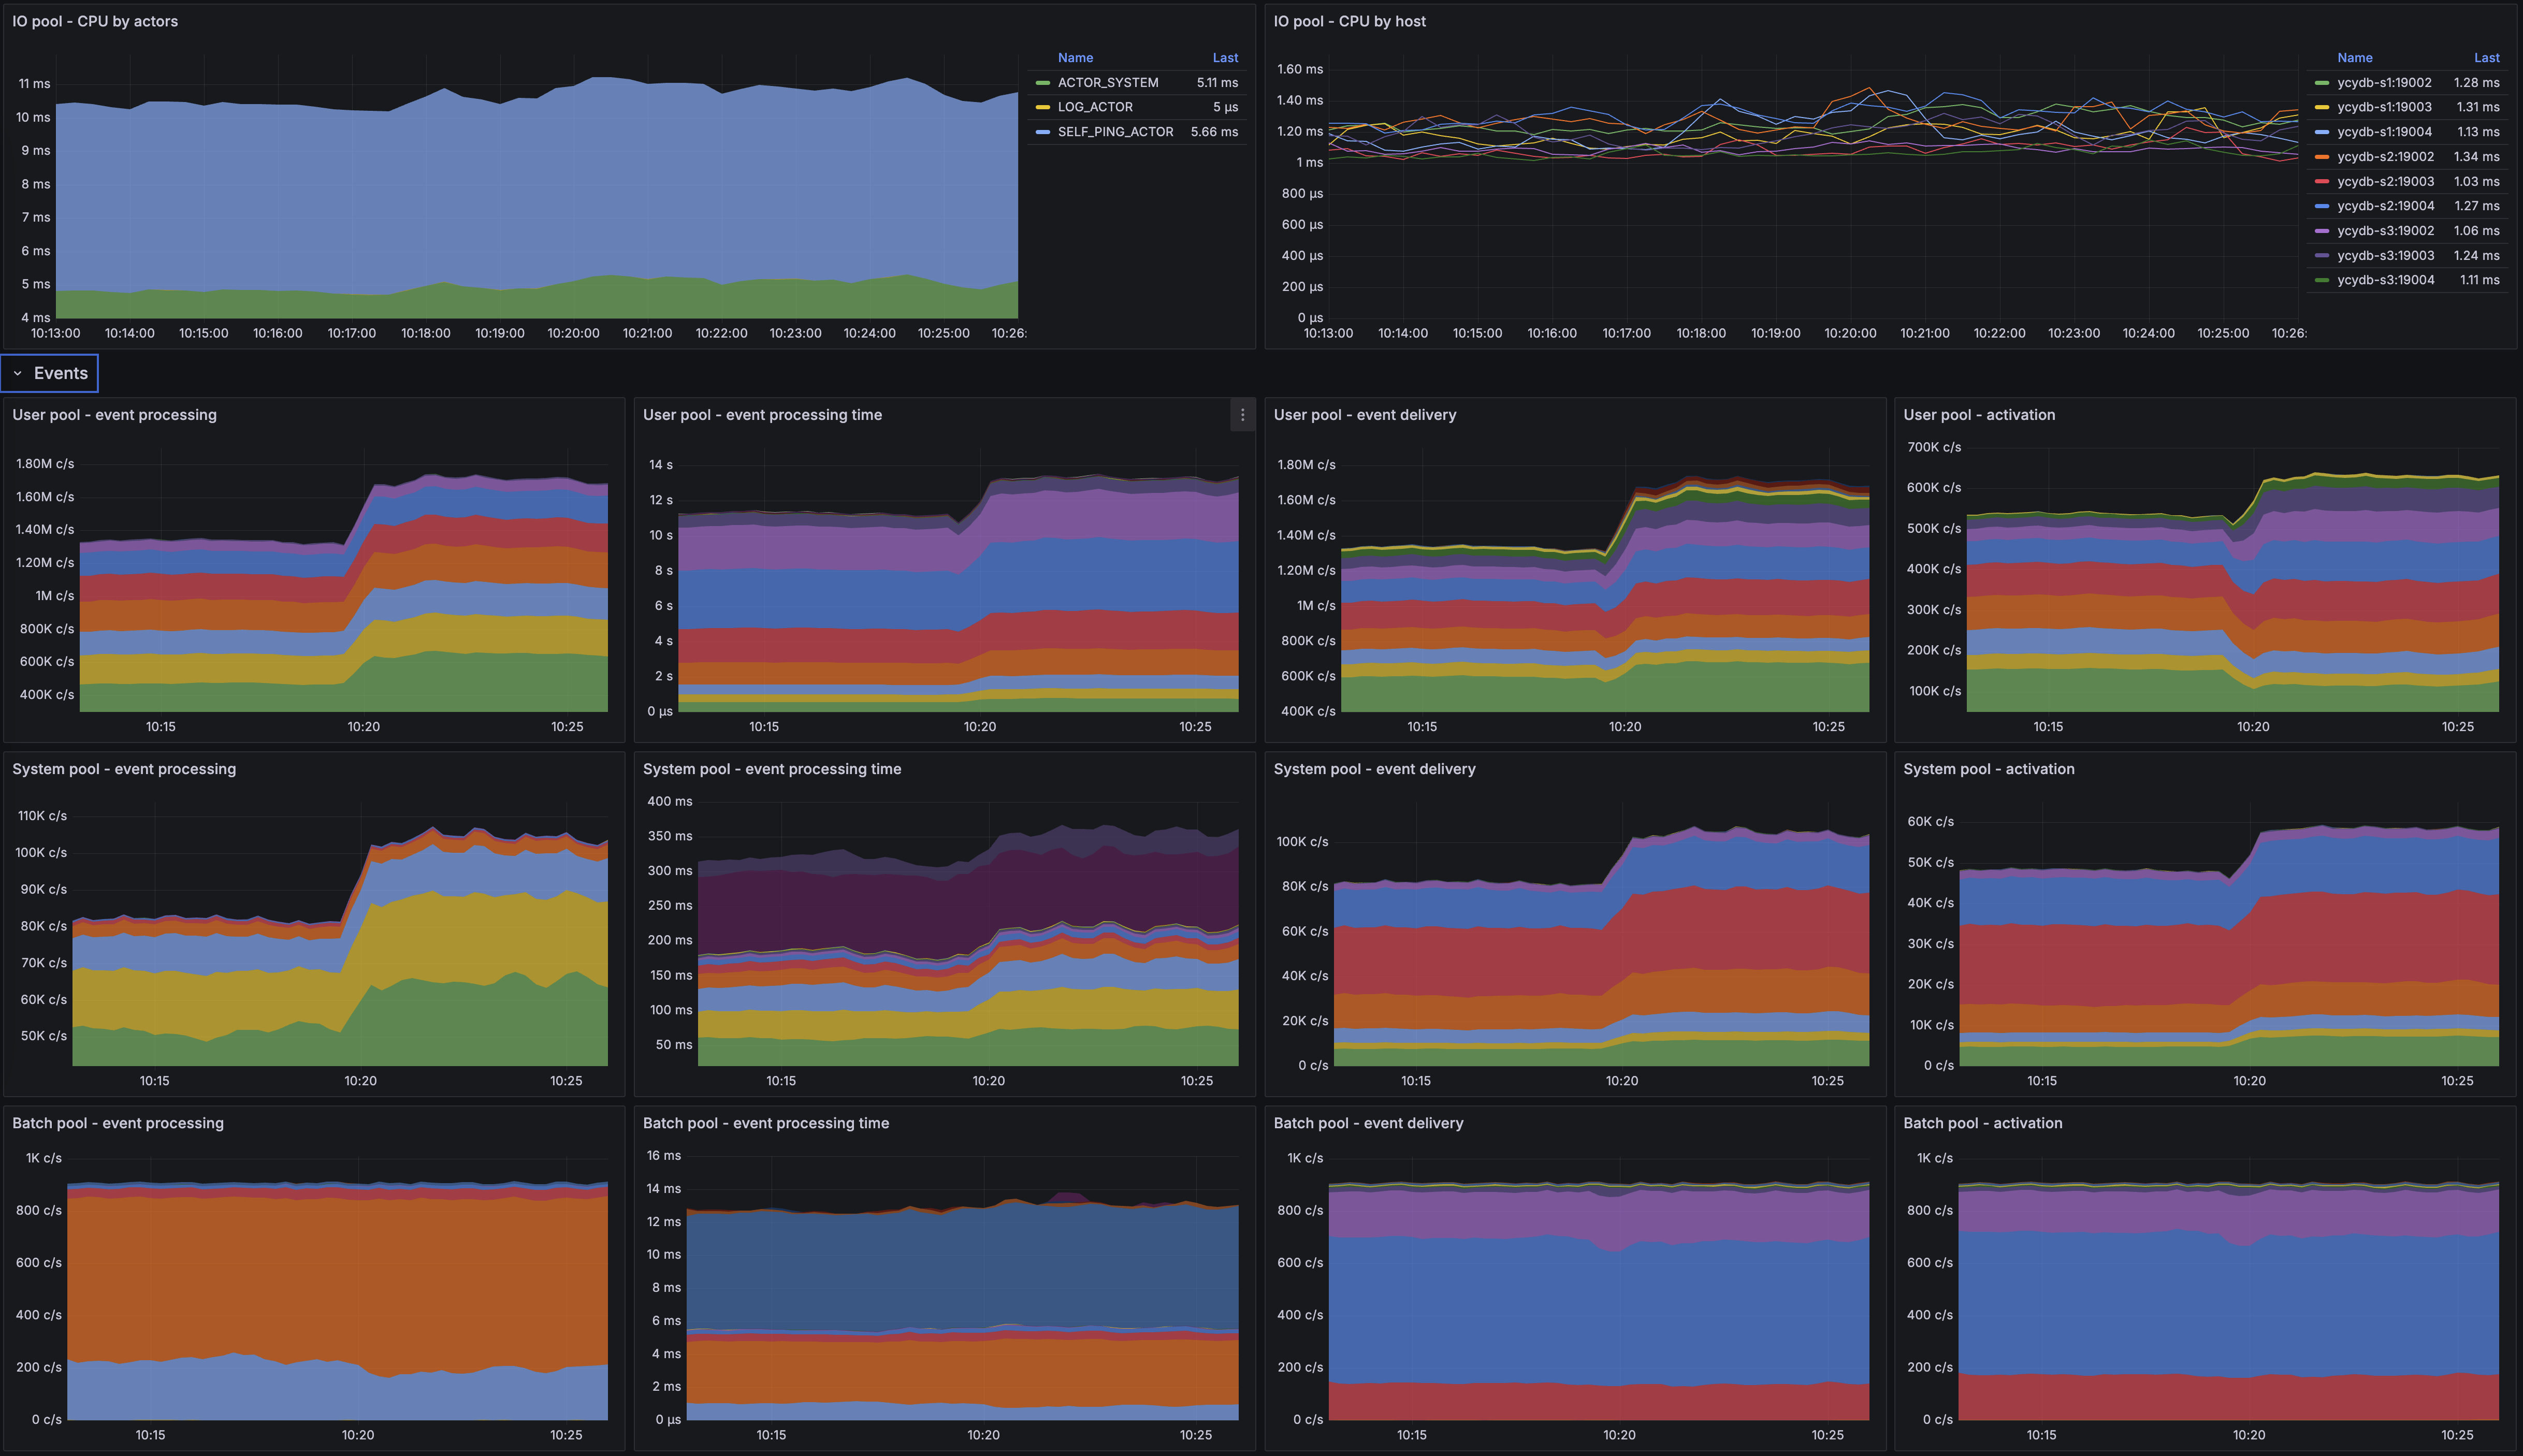 IO pool - CPU by actors
11 ms
10 ms
9 ms
8 ms
7 ms
6 ms
5 ms
4 ms
10:13:00 10:14:00 10:15:00 10:16:00 10:17:00 10:18:00 10:19:00 10:20:00 10:21:00 10:22:00 10:23:00 10:24:00 10:25:00 10:26:
Name Last
ACTOR_SYSTEM 5.11 ms
LOG_ACTOR 5 µs
SELF_PING_ACTOR 5.66 ms
IO pool - CPU by host
1.60 ms
1.40 ms
1.20 ms
1 ms
800 µs
600 µs
400 µs
200 µs
0 µs
10:13:00 10:14:00 10:15:00 10:16:00 10:17:00 10:18:00 10:19:00 10:20:00 10:21:00 10:22:00 10:23:00 10:24:00 10:25:00 10:26:
Name Last
ycydb-s1:19002 1.28 ms
ycydb-s1:19003 1.31 ms
ycydb-s1:19004 1.13 ms
ycydb-s2:19002 1.34 ms
ycydb-s2:19003 1.03 ms
ycydb-s2:19004 1.27 ms
ycydb-s3:19002 1.06 ms
ycydb-s3:19003 1.24 ms
ycydb-s3:19004 1.11 ms
Events
User pool - event processing
1.80M c/s
1.60M c/s
1.40M c/s
1.20M c/s
1M c/s
800K c/s
600K c/s
400K c/s
10:15 10:20 10:25
User pool - event processing time
14 s
12 s
10 s
8 s
6 s
4 s
2 s
0 µs
10:15 10:20 10:25
User pool - event delivery
1.80M c/s
1.60M c/s
1.40M c/s
1.20M c/s
1M c/s
800K c/s
600K c/s
400K c/s
10:15 10:20 10:25
User pool - activation
700K c/s
600K c/s
500K c/s
400K c/s
300K c/s
200K c/s
100K c/s
10:15 10:20 10:25
System pool - event processing
110K c/s
100K c/s
90K c/s
80K c/s
70K c/s
60K c/s
50K c/s
10:15 10:20 10:25
System pool - event processing time
400 ms
350 ms
300 ms
250 ms
200 ms
150 ms
100 ms
50 ms
10:15 10:20 10:25
System pool - event delivery
100K c/s
80K c/s
60K c/s
40K c/s
20K c/s
0 c/s
10:15 10:20 10:25
System pool - activation
60K c/s
50K c/s
40K c/s
30K c/s
20K c/s
10K c/s
0 c/s
10:15 10:20 10:25
Batch pool - event processing
1K c/s
800 c/s
600 c/s
400 c/s
200 c/s
0 c/s
10:15 10:20 10:25
Batch pool - event processing time
16 ms
14 ms
12 ms
10 ms
8 ms
6 ms
4 ms
2 ms
0 µs
10:15 10:20 10:25
Batch pool - event delivery
1K c/s
800 c/s
600 c/s
400 c/s
200 c/s
0 c/s
10:15 10:20 10:25
Batch pool - activation
1K c/s
800 c/s
600 c/s
400 c/s
200 c/s
0 c/s
10:15 10:20 10:25